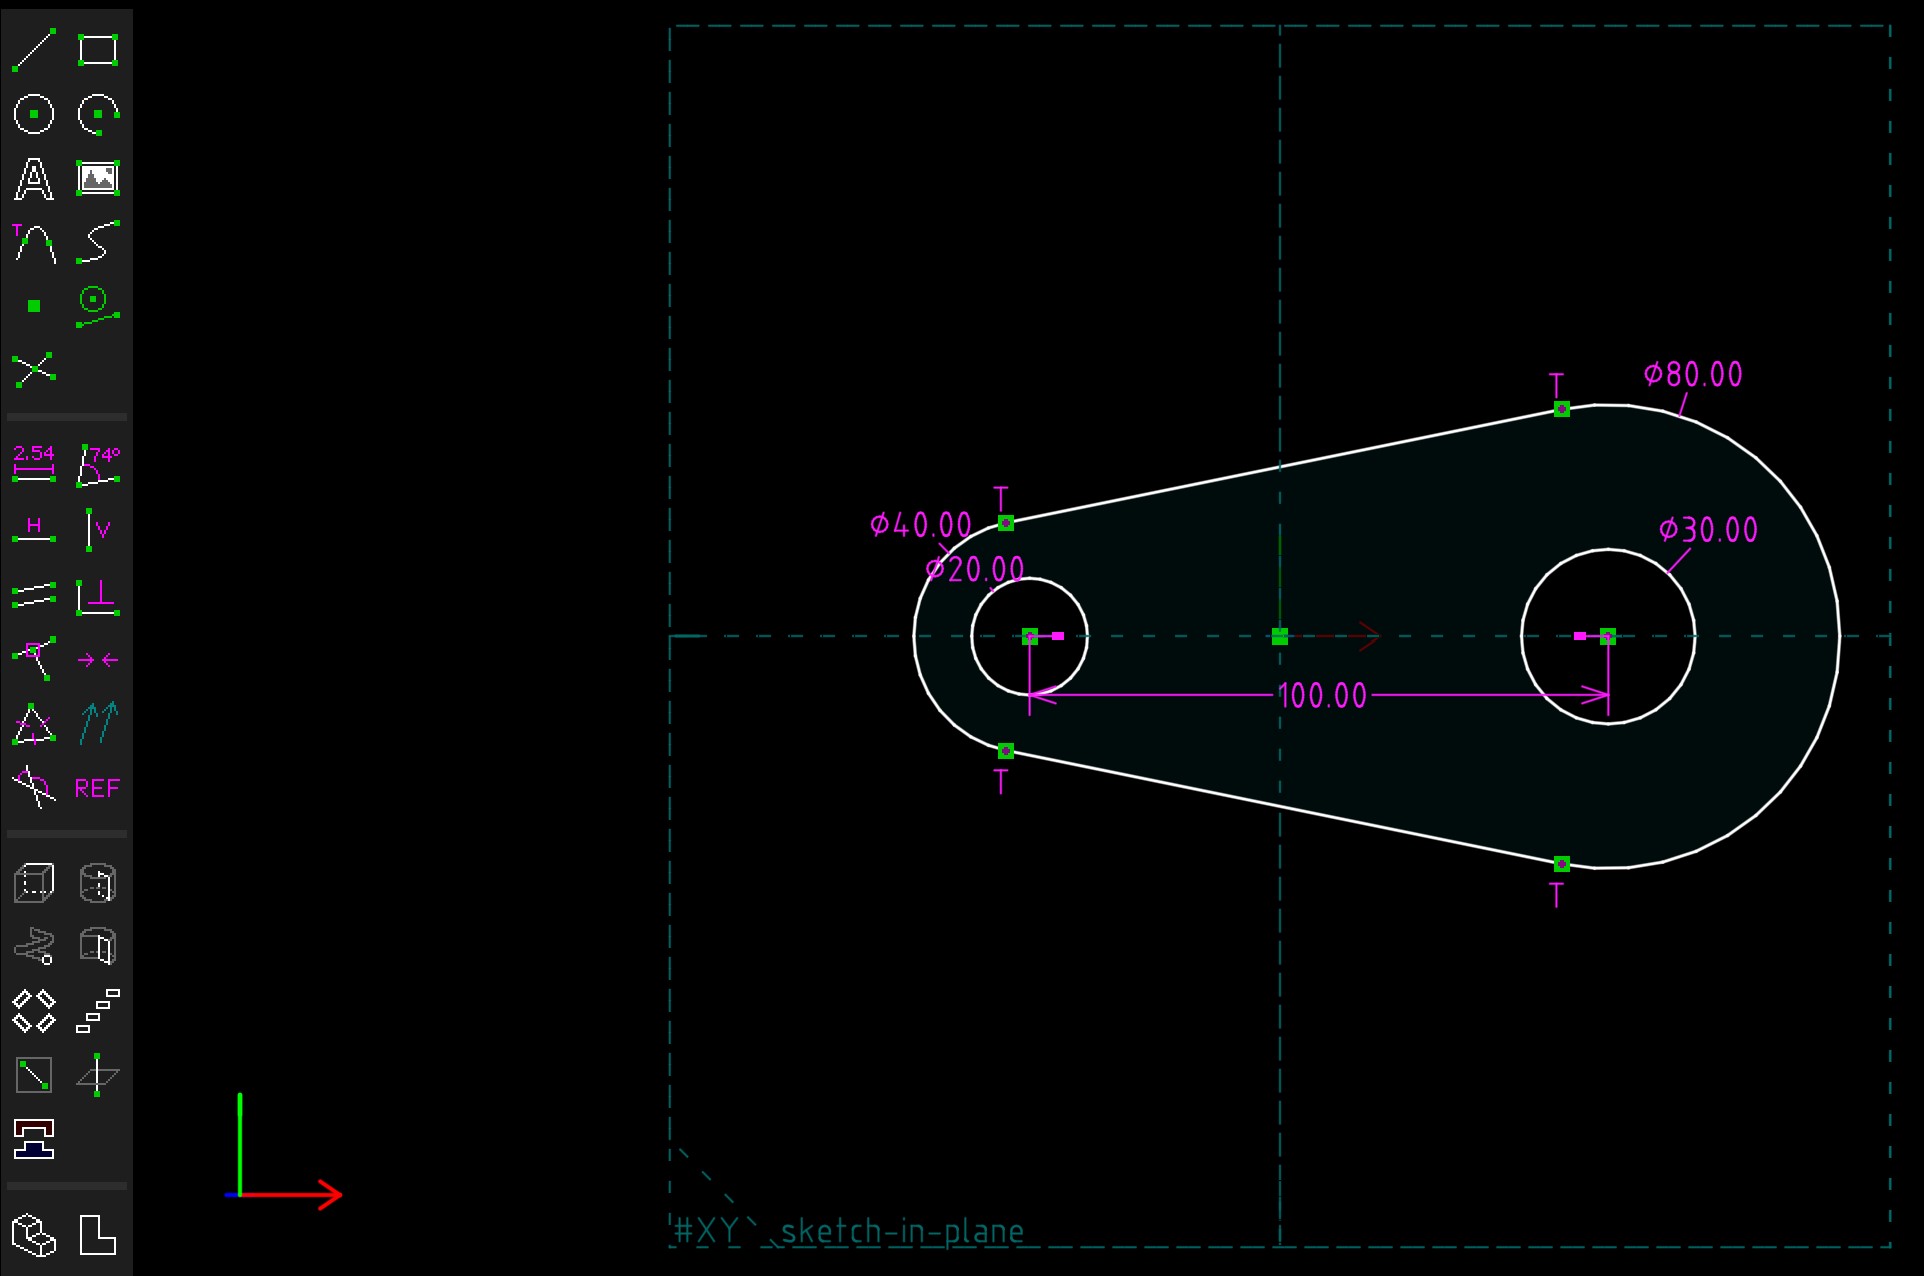 A
T
2.54
74°
H
V
REF
T
Ø80.00
T
Ø40.00
Ø30.00
Ø20.00
100.00
T
T
#XY sketch-in-plane